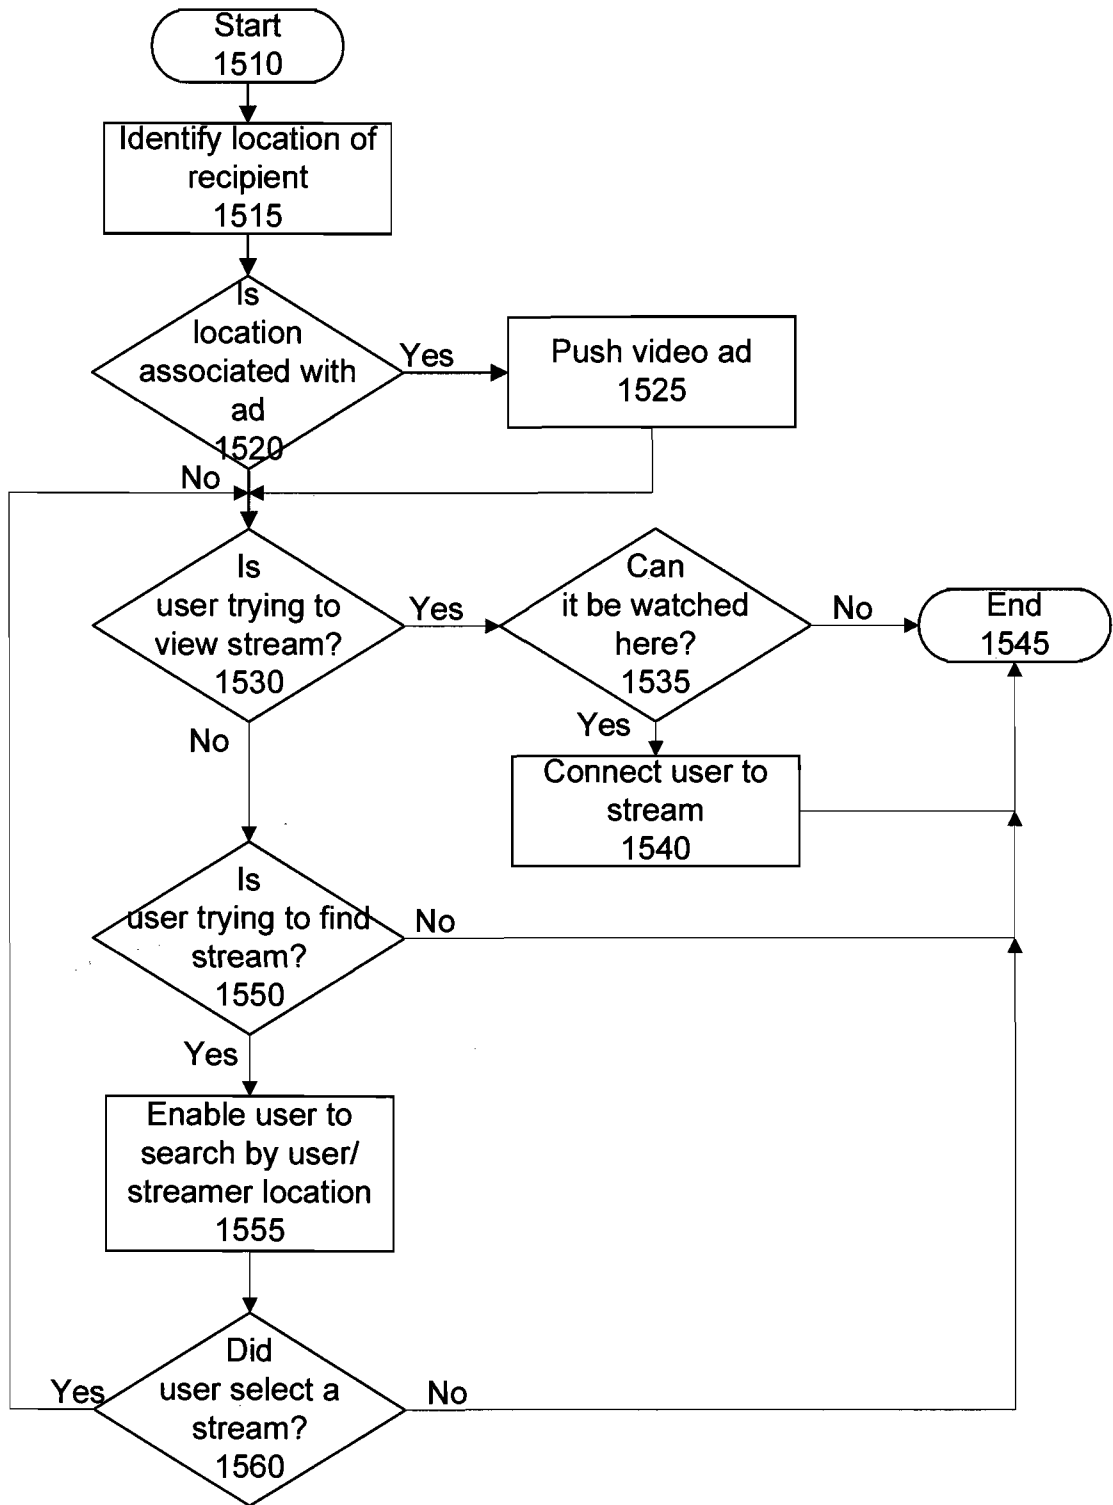 Start
1510
Identify location of
recipient
1515
Is
location
associated with
ad
1520
Yes
Push video ad
1525
No
Is
user trying to
view stream?
1530
Yes
Can
it be watched
here?
1535
No
End
1545
Yes
Connect user to
stream
1540
No
Is
user trying to find
stream?
1550
No
Yes
Enable user to
search by user/
streamer location
1555
Did
user select a
stream?
1560
Yes
No